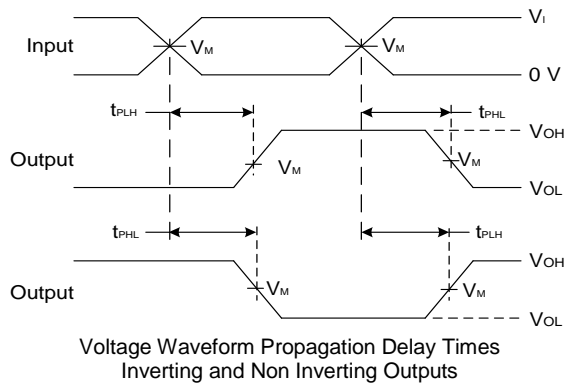 VI
Input
VM
VM
0 V
tPLH
tPHL
VOH
Output
VM
VM
VOL
tPHL
tPLH
VOH
Output
VM
VM
VOL
Voltage Waveform Propagation Delay Times
Inverting and Non Inverting Outputs